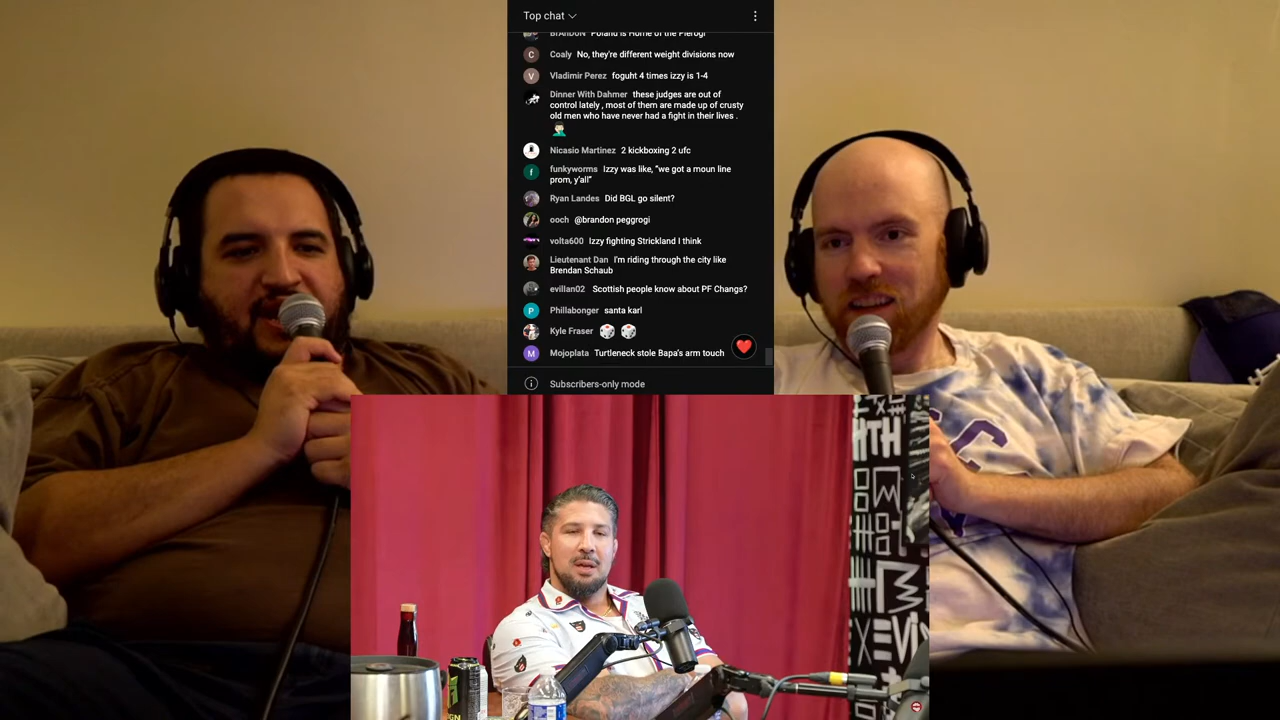 Top chat
BrAnDoN Poland is Home of the Pierogi
C Coaly No, they're different weight divisions now
V Vladimir Perez foguht 4 times izzy is 1-4
Dinner With Dahmer these judges are out of
control lately , most of them are made up of crusty
old men who have never had a fight in their lives .
Nicasio Martinez 2 kickboxing 2 ufc
f funkyworms Izzy was like, "we got a moun line
prom, y'all"
Ryan Landes Did BGL go silent?
ooch @brandon peggrogi
volta600 Izzy fighting Strickland I think
Lieutenant Dan I'm riding through the city like
Brendan Schaub
evillan02 Scottish people know about PF Changs?
P Phillabonger santa karl
Kyle Fraser
M Mojoplata Turtleneck stole Bapa's arm touch
Subscribers-only mode